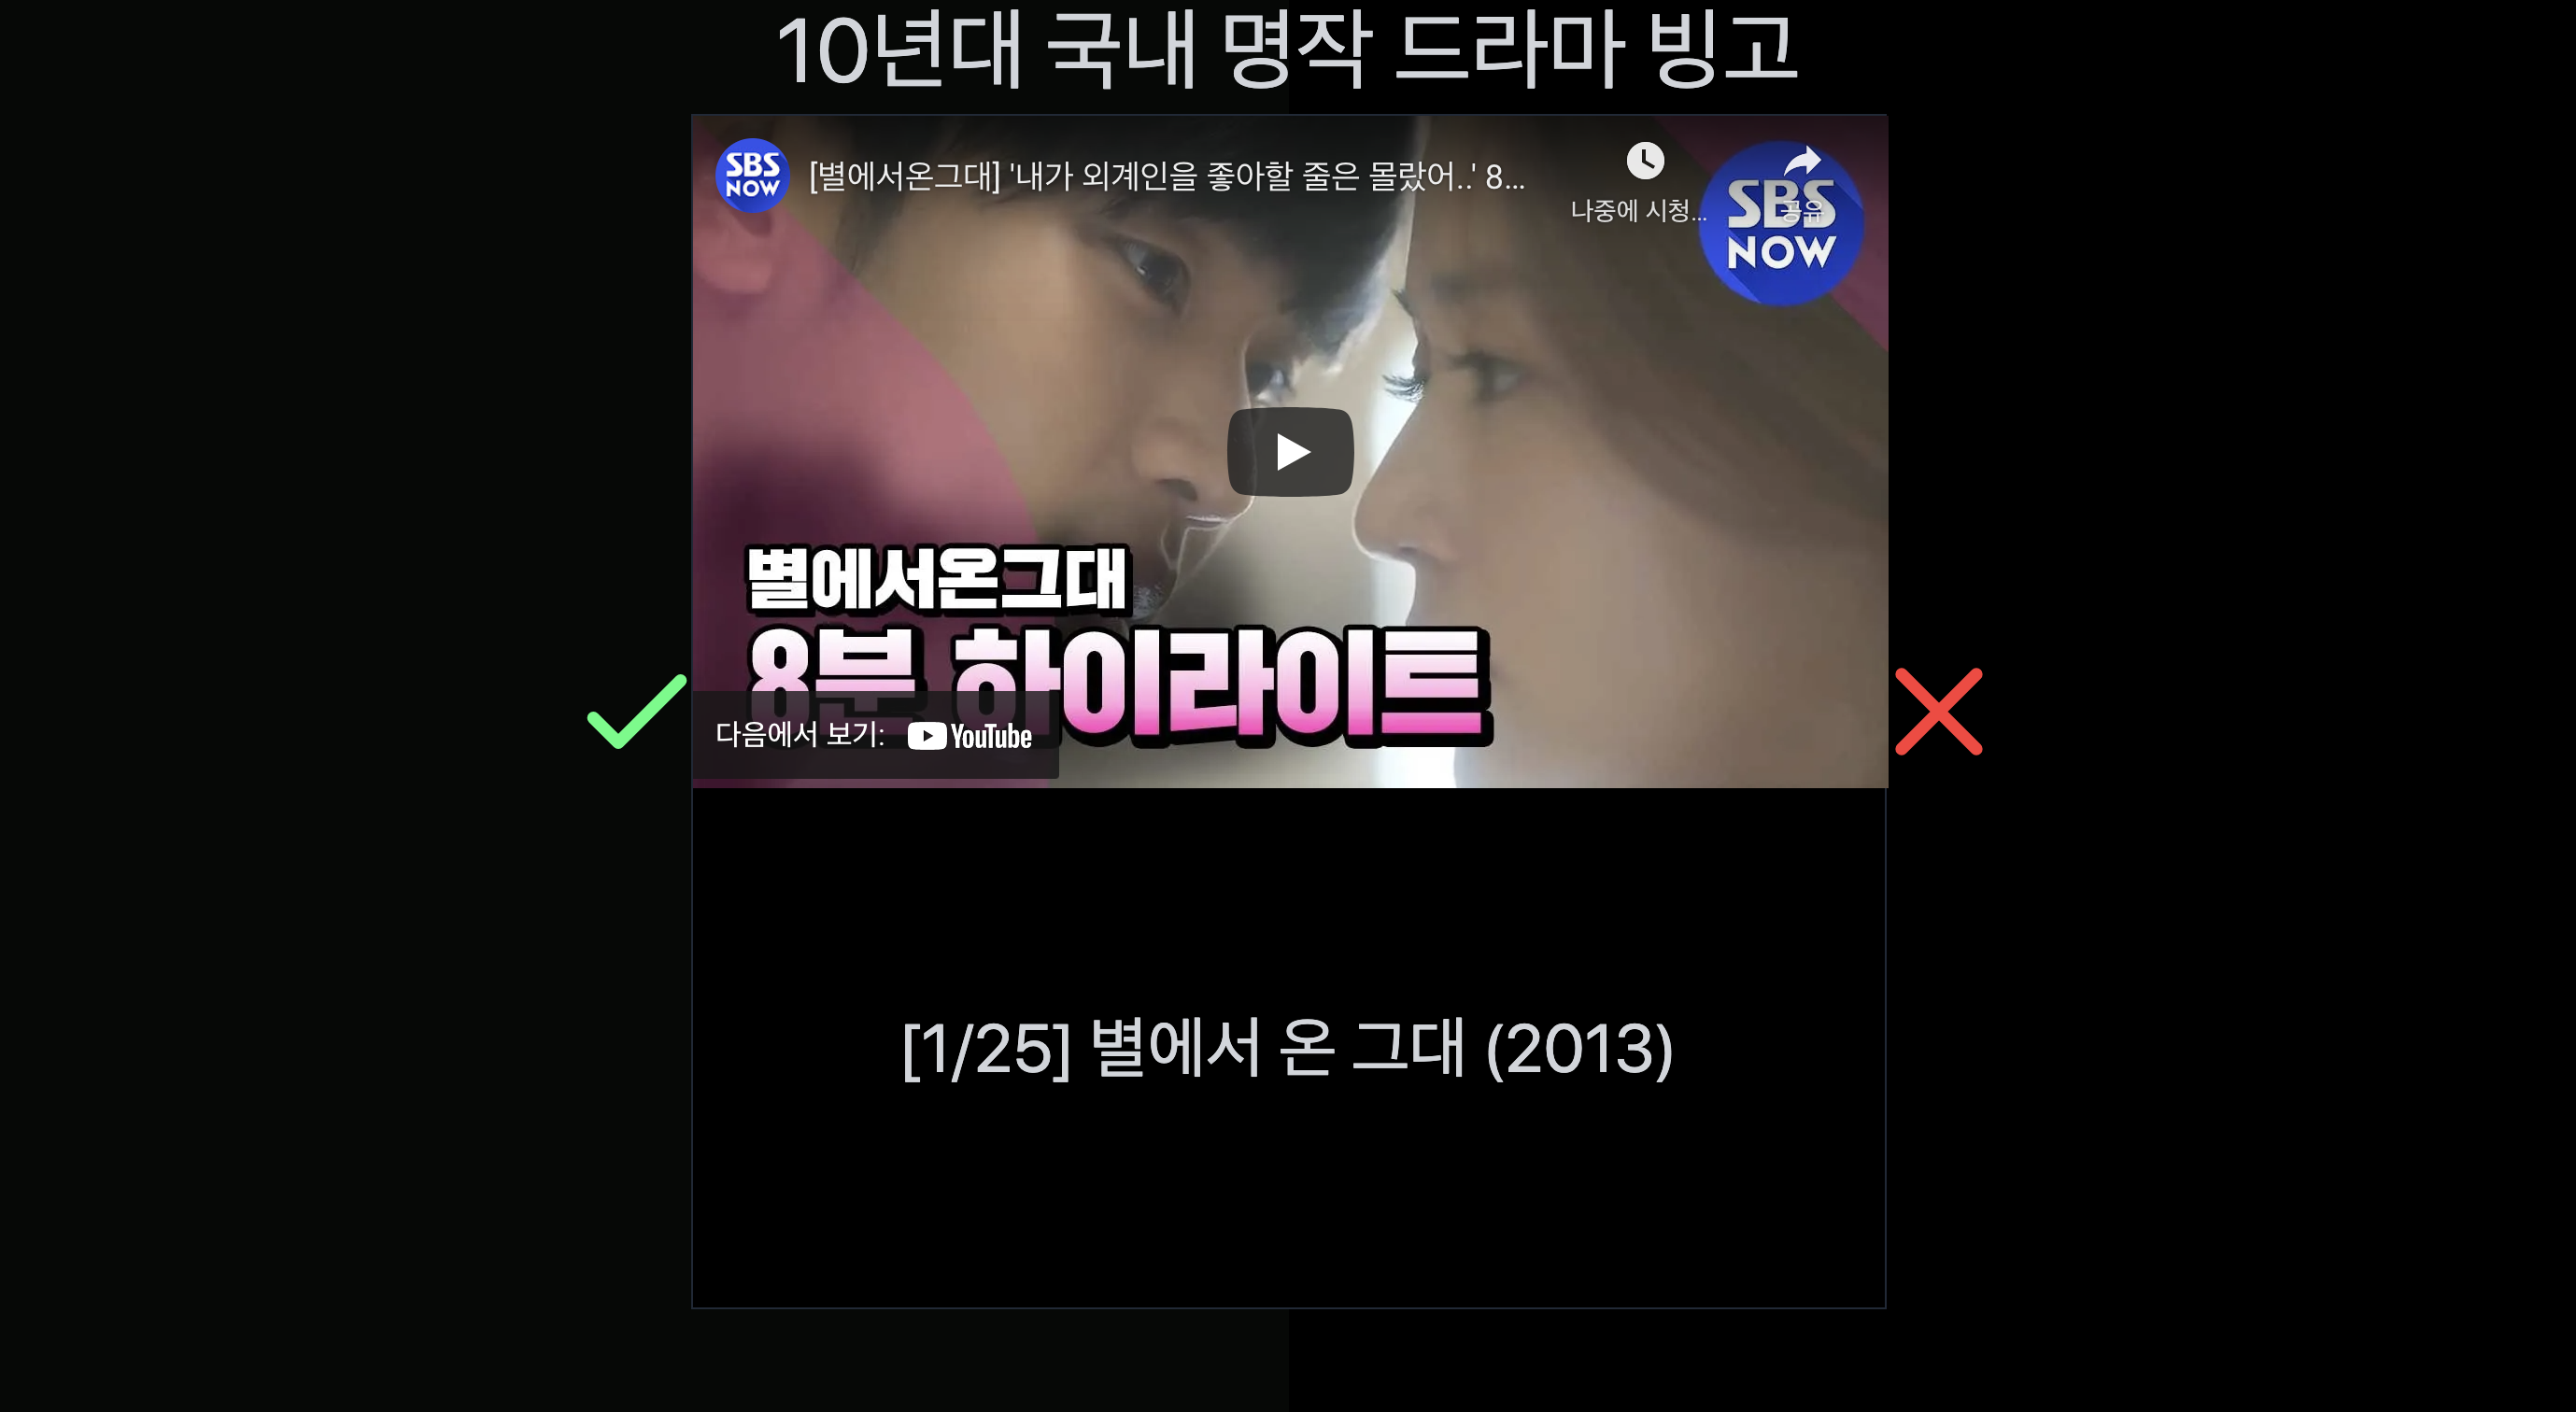 10년대 국내 명작 드라마 빙고
SBS
NOW
[별에서온그대] '내가 외계인을 좋아할 줄은 몰랐어..' 8...
나중에 시청...
공유
SBS
NOW
별에서온그대
8분 하이라이트
다음에서 보기: YouTube
[1/25] 별에서 온 그대 (2013)